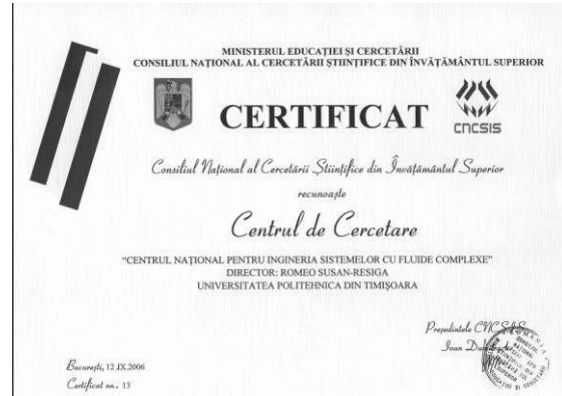 MINISTERUL EDUCAȚIEI ȘI CERCETĂRII
CONSILIUL NAȚIONAL AL CERCETĂRII ȘTIINȚIFICE DIN ÎNVĂȚĂMÂNTUL SUPERIOR
CERTIFICAT
CNCSIS
Consiliul Național al Cercetării Științifice din Învățământul Superior
recunoaște
Centrul de Cercetare
"CENTRUL NAȚIONAL PENTRU INGINERIA SISTEMELOR CU FLUIDE COMPLEXE"
DIRECTOR: ROMEO SUSAN-RESIGA
UNIVERSITATEA POLITEHNICA DIN TIMIȘOARA
Președintele CNCSIS
Ioan
București, 12.IX.2006
Certificat nr. 13